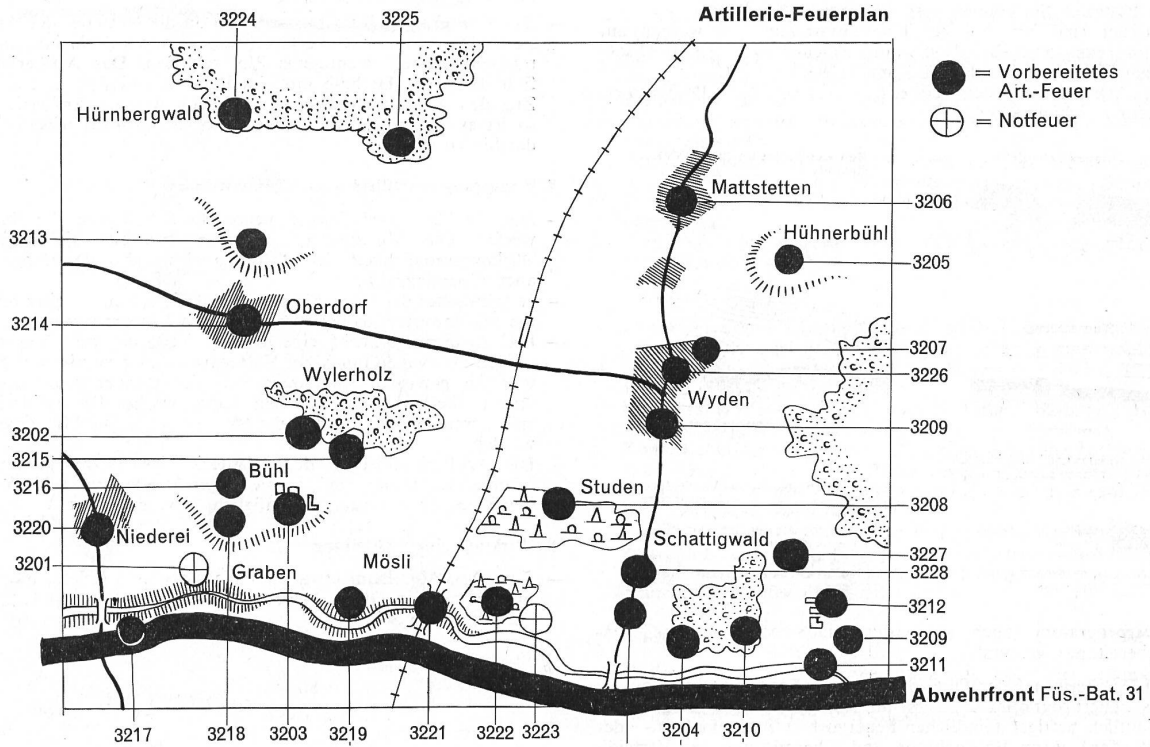 3224
3225
Artillerie-Feuerplan
= Vorbereitetes
Art.-Feuer
= Notfeuer
Hürnbergwald
Mattstetten
3206
3213
Hühnerbühl
3205
Oberdorf
3214
3207
3226
Wylerholz
Wyden
3202
3209
3215
Bühl
3216
Studen
3208
3220
Niederei
Schattigwald
3227
3201
Graben
Mösli
3228
3212
3209
3211
Abwehrfront Füs.-Bat. 31
3217
3218
3203
3219
3221
3222
3223
3204
3210